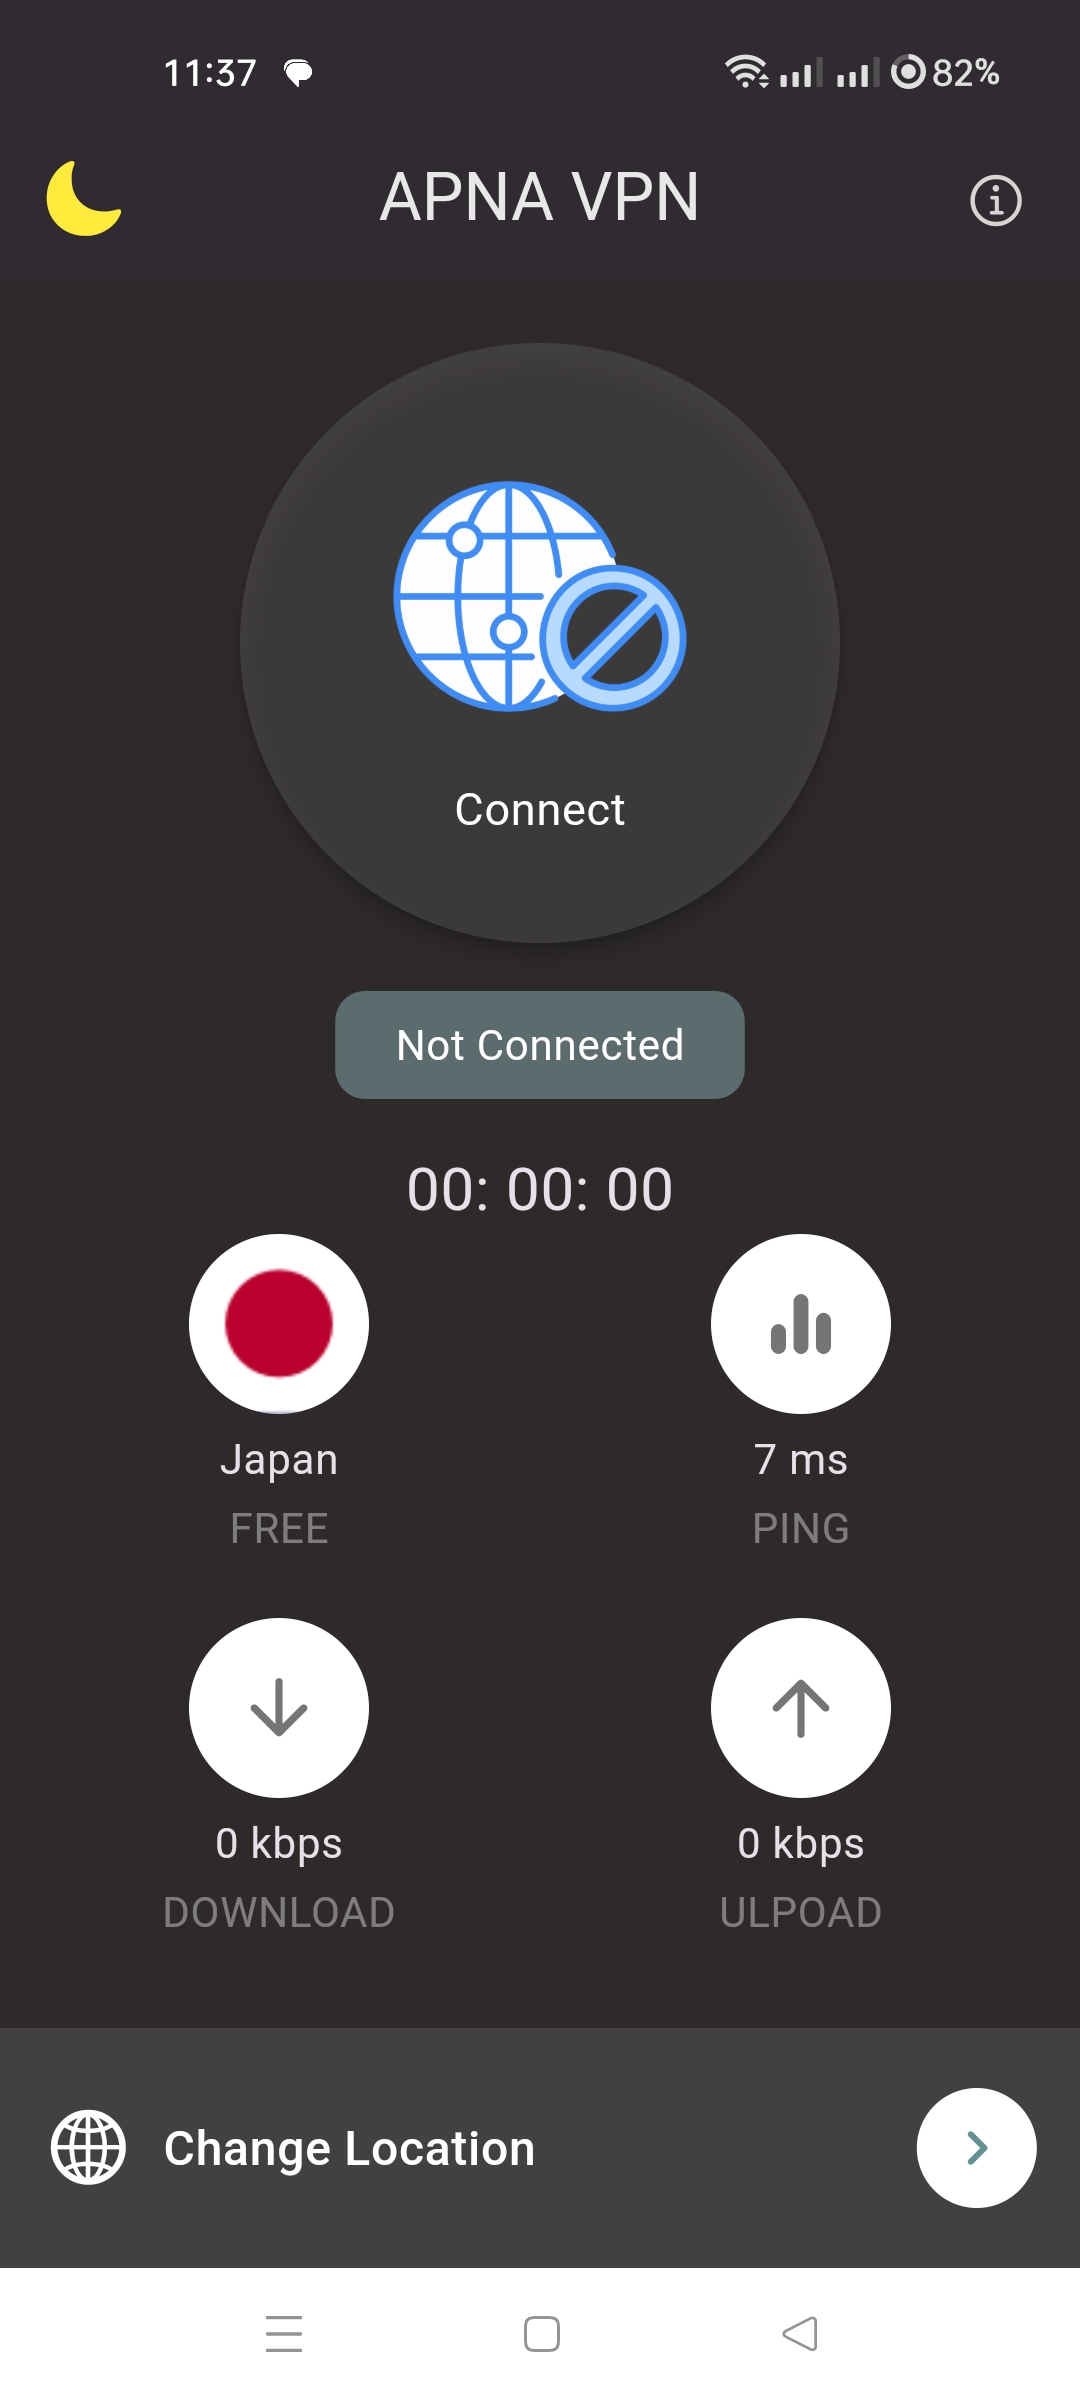 11:37
82%
APNA VPN
Connect
Not Connected
00: 00: 00
Japan
7 ms
FREE
PING
0 kbps
0 kbps
DOWNLOAD
ULPOAD
Change Location